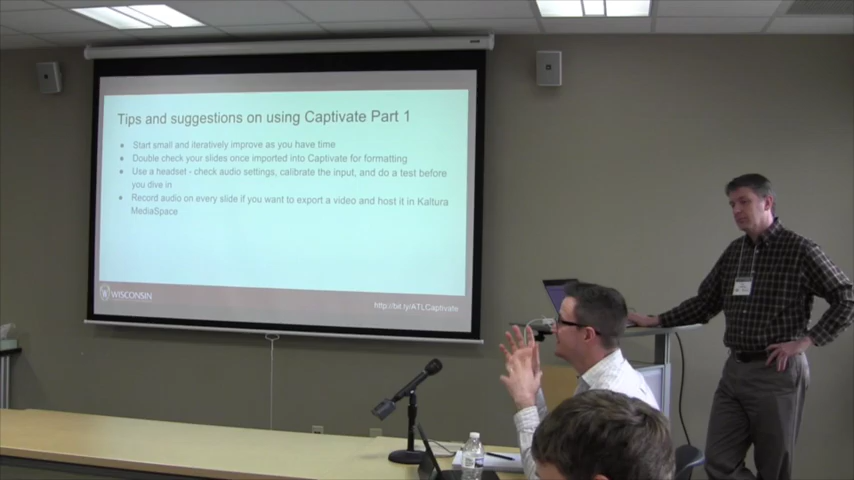 Tips and suggestions on using Captivate Part 1
● Start small and iteratively improve as you have time
● Double check your slides once imported into Captivate for formatting
● Use a headset - check audio settings, calibrate the input, and do a test before
you dive in
● Record audio on every slide if you want to export a video and host it in Kaltura
MediaSpace
WISCONSIN
http://bit.ly/ATLCaptivate